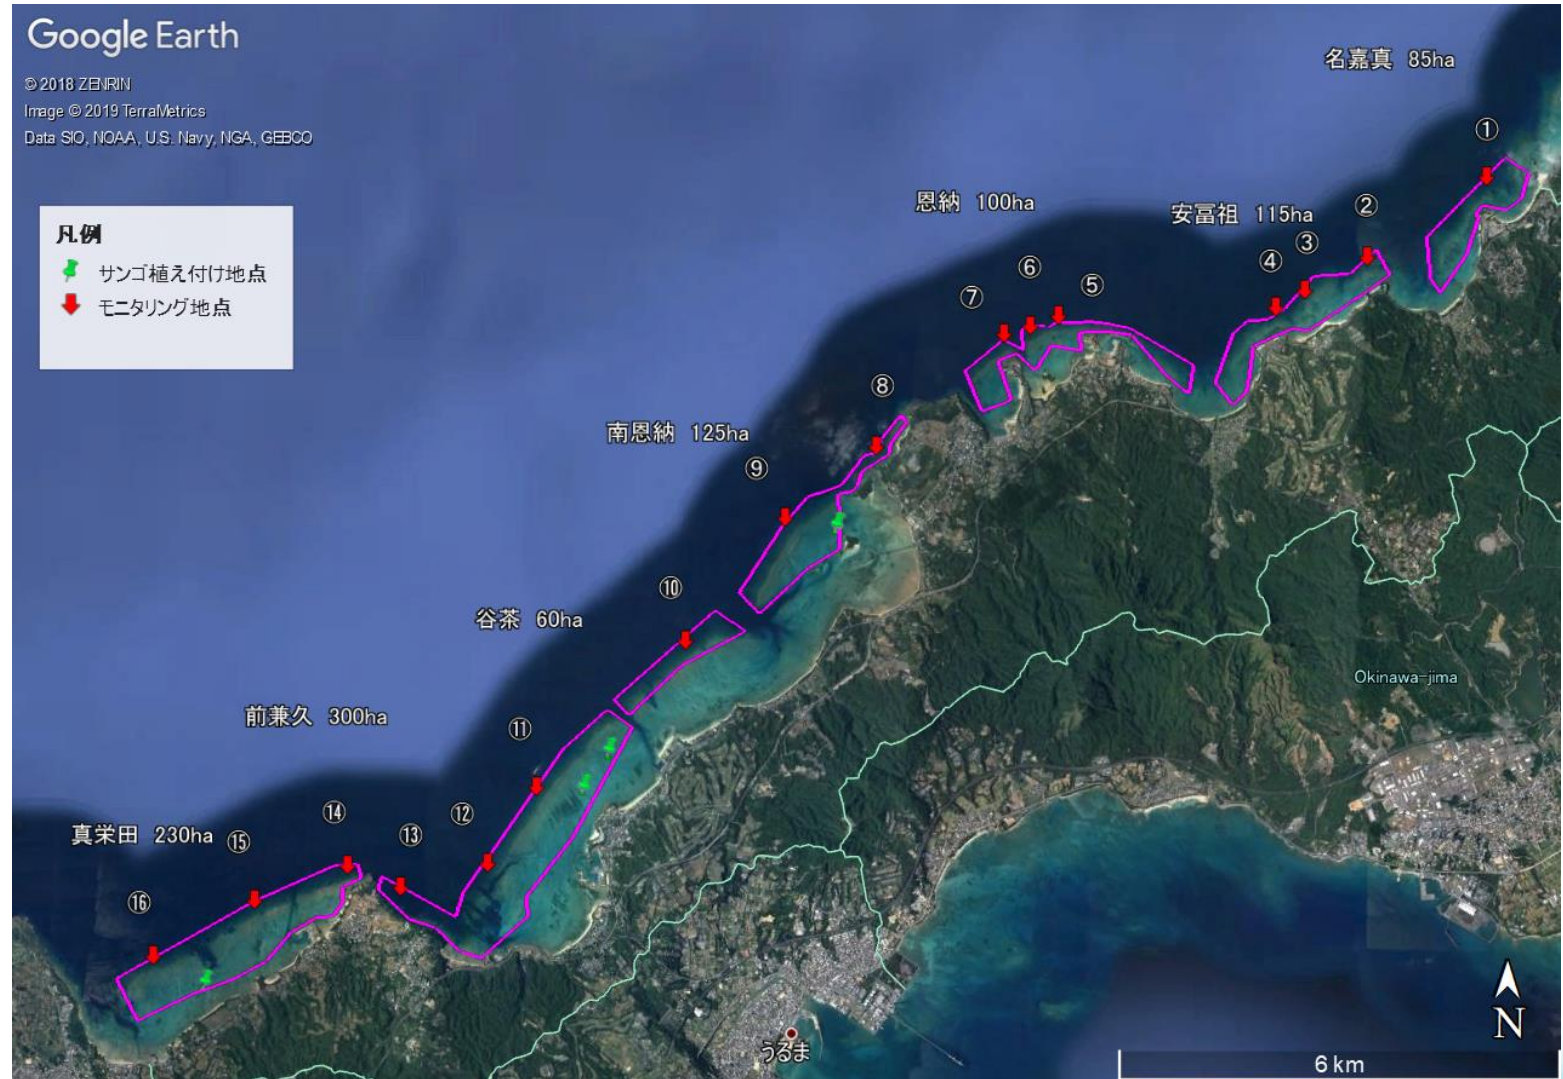 Google Earth
© 2018 ZENRIN
Image © 2019 TerraMetrics
Data SIO, NOAA, U.S. Navy, NGA, GEBCO
凡例
サンゴ植え付け地点
モニタリング地点
名嘉真 85ha
①
恩納 100ha
安冨祖 115ha
②
③
④
⑤
⑥
⑦
⑧
南恩納 125ha
⑨
⑩
谷茶 60ha
前兼久 300ha
⑪
⑫
⑬
⑭
真栄田 230ha
⑮
⑯
Okinawa-jima
うるま
N
6 km